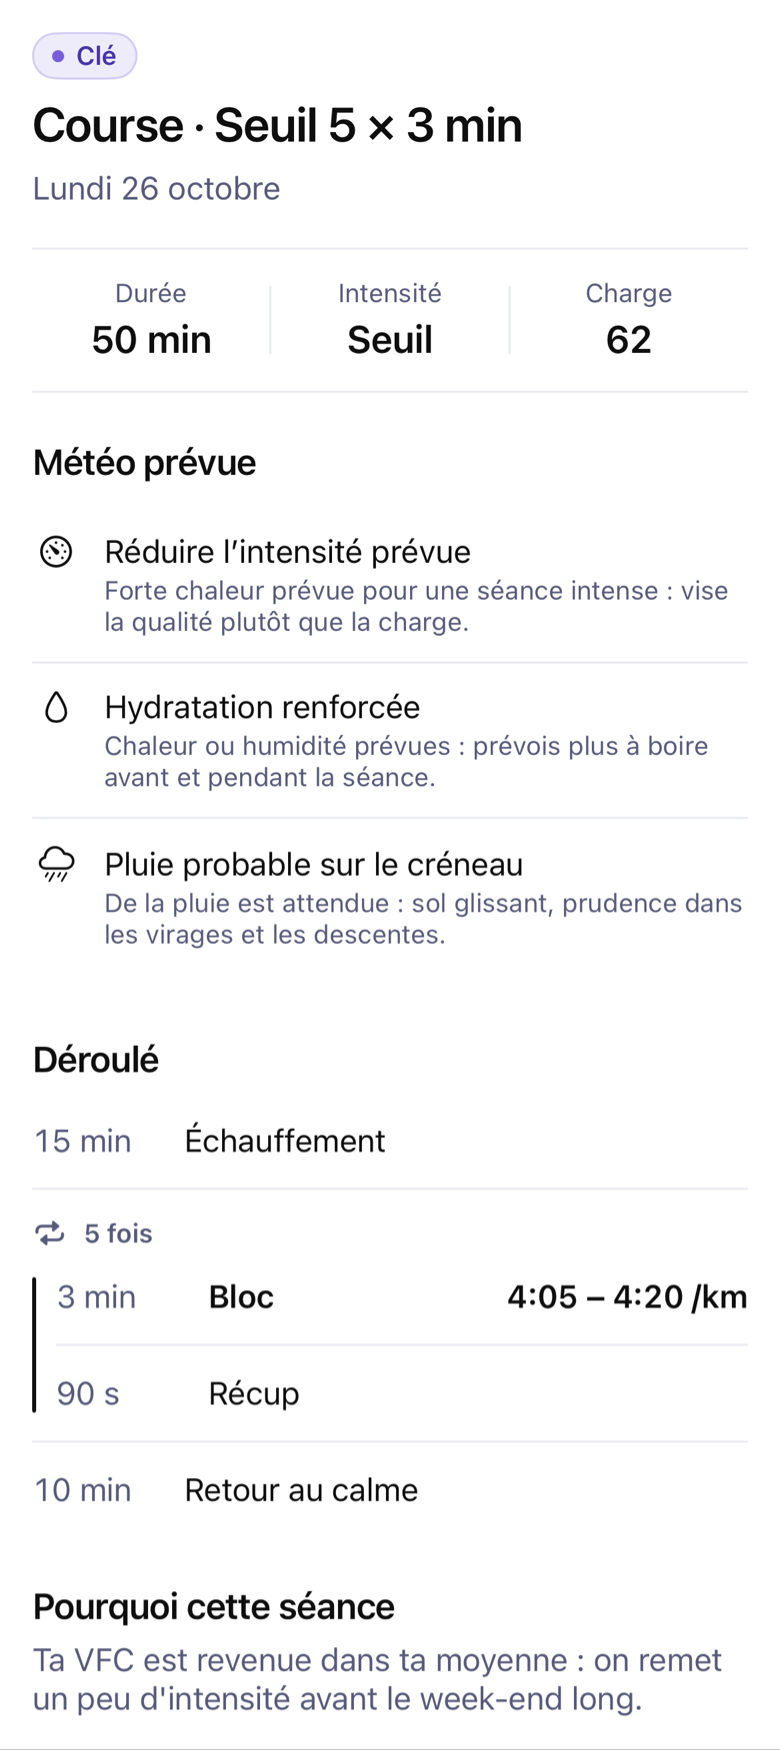 Clé
Course · Seuil 5 × 3 min
Lundi 26 octobre
Durée
50 min
Intensité
Seuil
Charge
62
Météo prévue
Réduire l’intensité prévue
Forte chaleur prévue pour une séance intense : vise
la qualité plutôt que la charge.
Hydratation renforcée
Chaleur ou humidité prévues : prévois plus à boire
avant et pendant la séance.
Pluie probable sur le créneau
De la pluie est attendue : sol glissant, prudence dans
les virages et les descentes.
Déroulé
15 min Échauffement
5 fois
3 min Bloc 4:05 – 4:20 /km
90 s Récup
10 min Retour au calme
Pourquoi cette séance
Ta VFC est revenue dans ta moyenne : on remet
un peu d'intensité avant le week-end long.